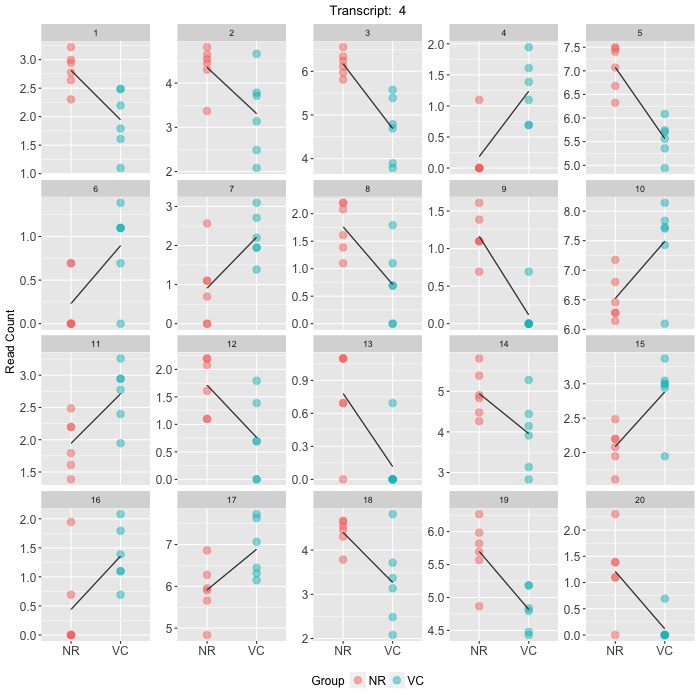 Transcript: 4
1 2 3 4 5
3.0 4 6 2.0 7.5
2.5 3 5 1.5 7.0
2.0 2 4 1.0 6.5
1.5 0.5 6.0
1.0 0.0 5.5
5.0
6 7 8 9 10
1.0 3 2.0 1.5 8.0
0.5 2 1.5 1.0 7.5
0.0 1 1.0 0.5 7.0
0 0.5 0.0 6.5
0.0 6.0
Read Count
11 12 13 14 15
3.0 2.0 0.9 5 3.0
2.5 1.5 0.6 4 2.5
2.0 1.0 0.3 3 2.0
1.5 0.5 0.0
0.0
16 17 18 19 20
2.0 7 4 6.0 2.0
1.5 6 3 5.5 1.5
1.0 5 2 5.0 1.0
0.5 4.5 0.5
0.0 0.0
NR VC NR VC NR VC NR VC NR VC
Group NR VC